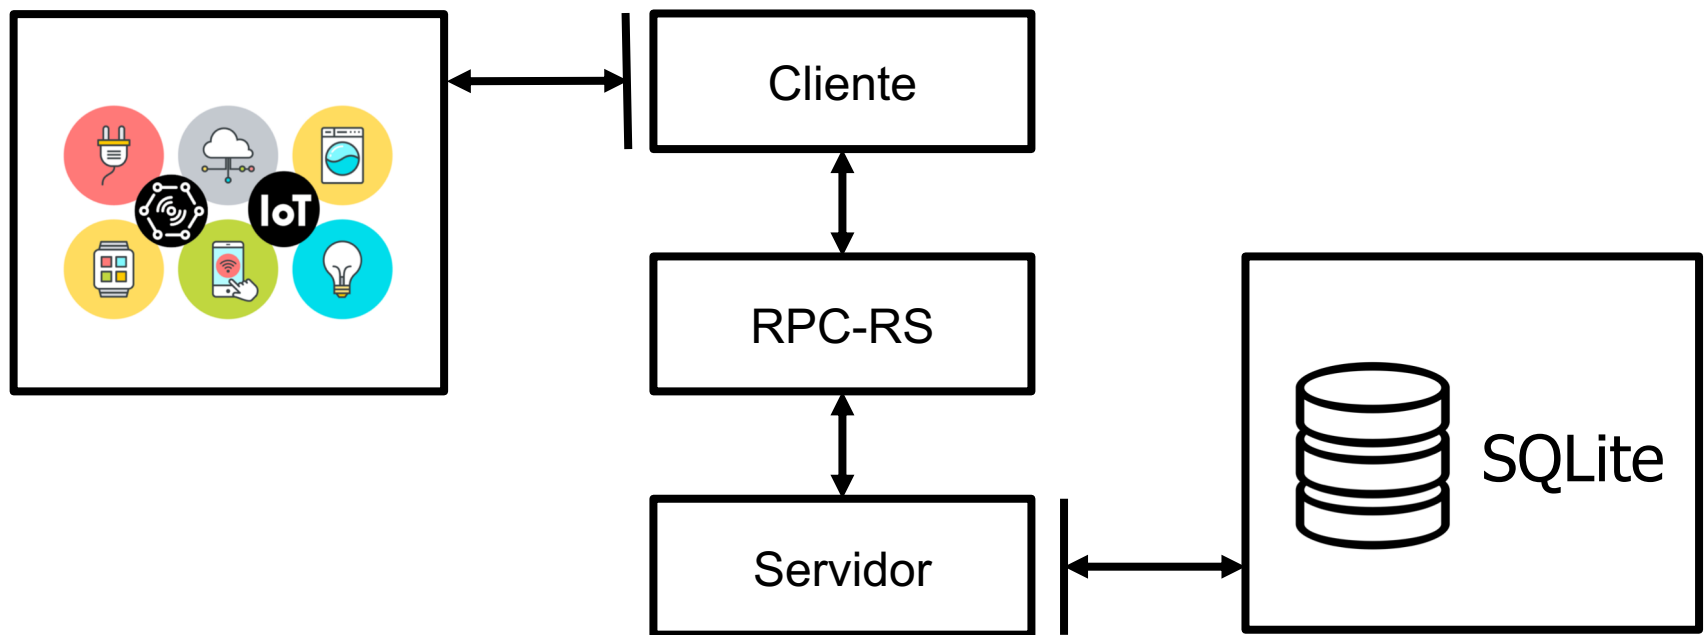 Cliente
IoT
RPC-RS
SQLite
Servidor